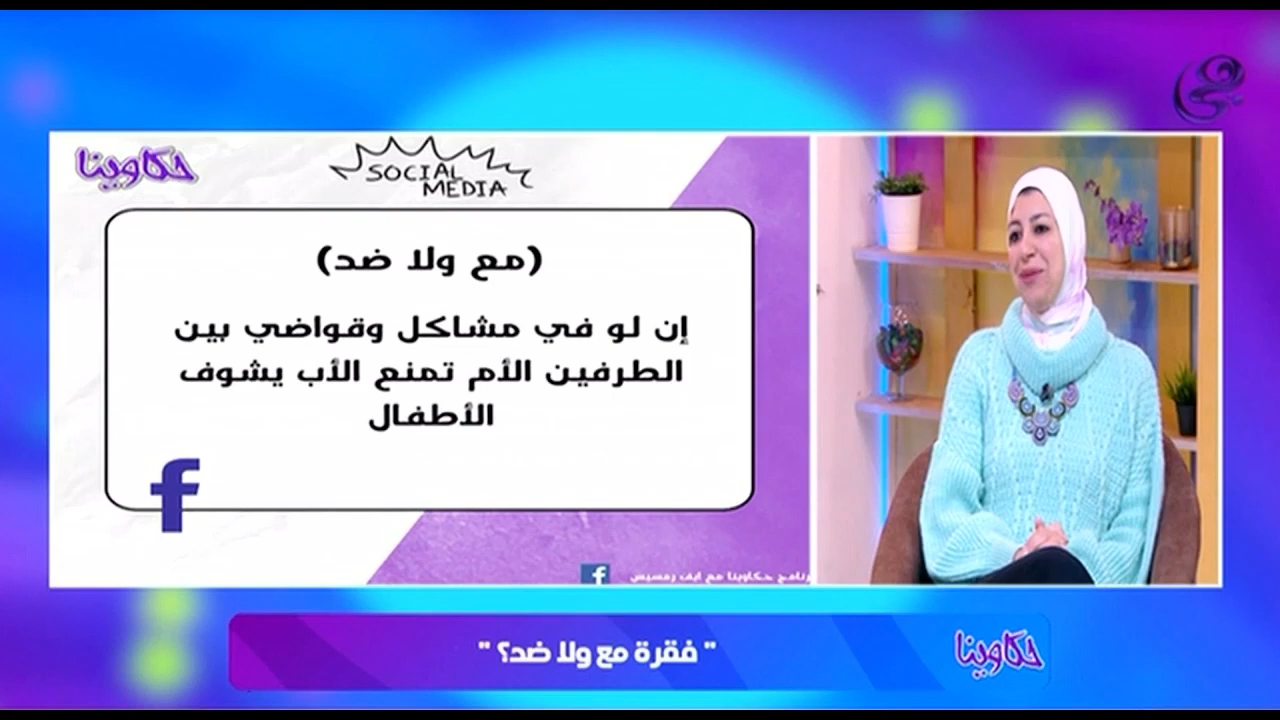 حكاوينا
SOCIAL
MEDIA
(مع ولا ضد)
إن لو في مشاكل وقواضي بين
الطرفين الأم تمنع الأب يشوف
الأطفال
f
f برنامج حكاوينا مع ايف رمسيس
" فقرة مع ولا ضد؟ "
حكاوينا